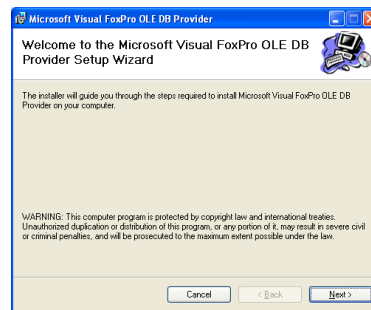 Microsoft Visual FoxPro OLE DB Provider
Welcome to the Microsoft Visual FoxPro OLE DB
Provider Setup Wizard
The installer will guide you through the steps required to install Microsoft Visual FoxPro OLE DB
Provider on your computer.
WARNING: This computer program is protected by copyright law and international treaties.
Unauthorized duplication or distribution of this program, or any portion of it, may result in severe civil
or criminal penalties, and will be prosecuted to the maximum extent possible under the law.
Cancel
< Back
Next >